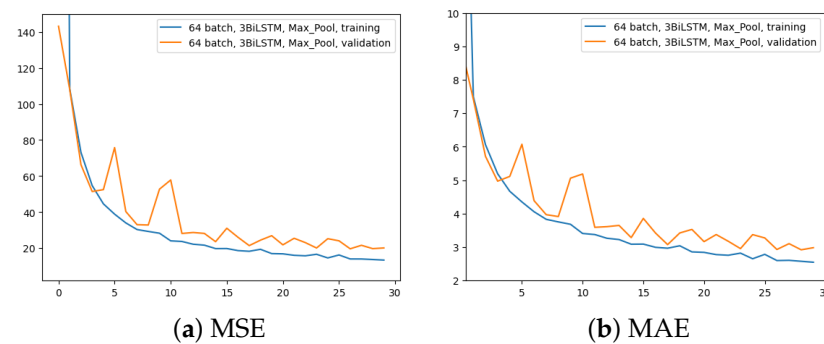 64 batch, 3BiLSTM, Max_Pool, training
64 batch, 3BiLSTM, Max_Pool, validation
140
120
100
80
60
40
20
0 5 10 15 20 25 30
(a) MSE
64 batch, 3BiLSTM, Max_Pool, training
64 batch, 3BiLSTM, Max_Pool, validation
10
9
8
7
6
5
4
3
2
5 10 15 20 25 30
(b) MAE